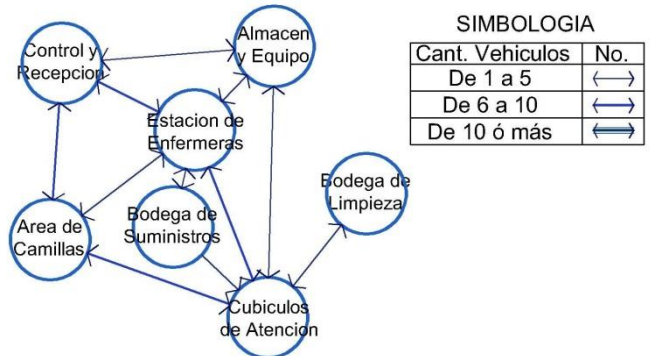 SIMBOLOGIA
Cant. Vehiculos No.
De 1 a 5
De 6 a 10
De 10 ó más
Control y
Recepcion
Almacen
y Equipo
Estacion de
Enfermeras
Bodega de
Limpieza
Area de
Camillas
Bodega de
Suministros
Cubiculos
de Atencion